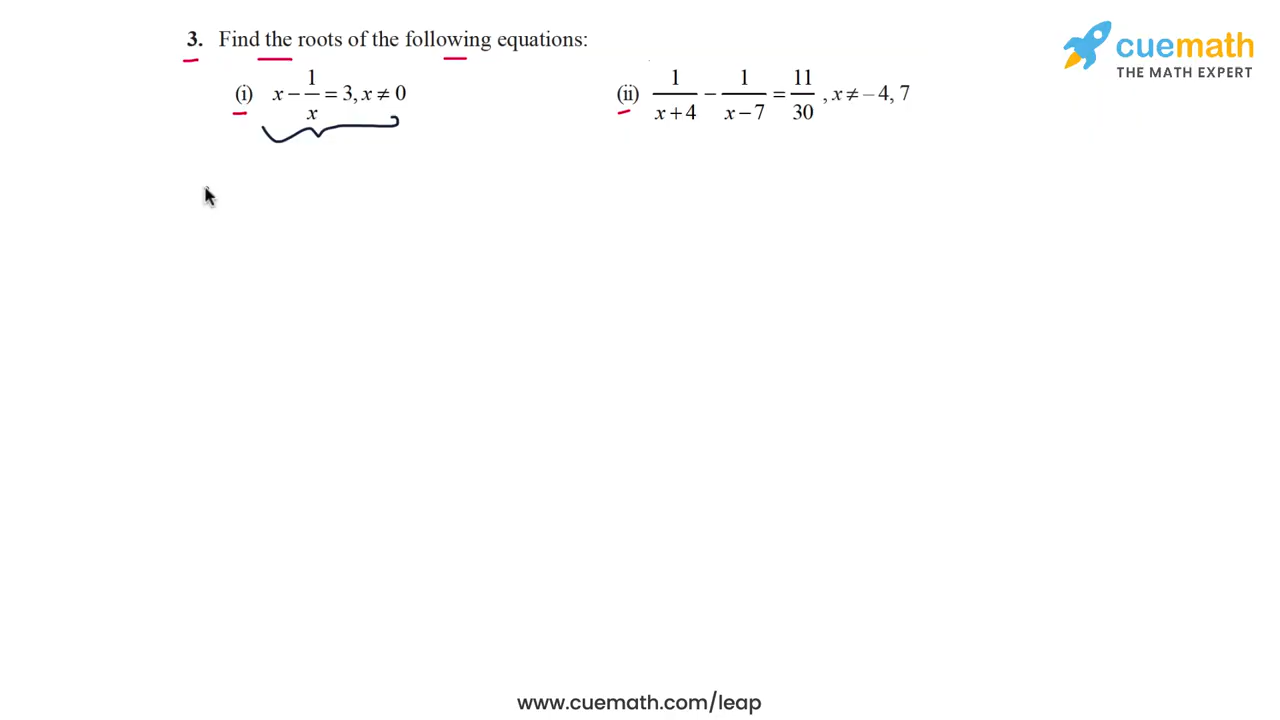 3. Find the roots of the following equations:
(i) x − 1/x = 3, x ≠ 0
(ii) 1/(x+4) − 1/(x−7) = 11/30, x ≠ −4, 7
cuemath
THE MATH EXPERT
www.cuemath.com/leap